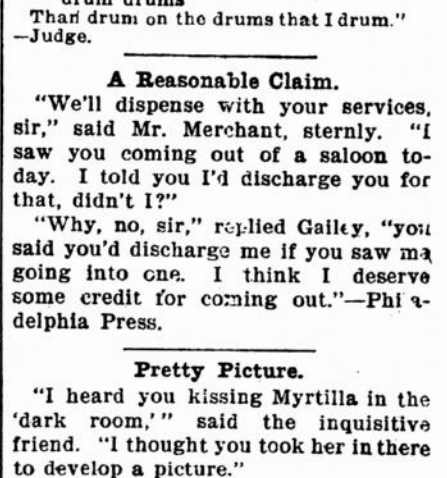 drum drums
Than drum on the drums that I drum."
—Judge.
A Reasonable Claim.
"We'll dispense with your services,
sir," said Mr. Merchant, sternly. "I
saw you coming out of a saloon to-
day. I told you I'd discharge you for
that, didn't I?"
"Why, no, sir," replied Gailey, "you
said you'd discharge me if you saw me
going into one. I think I deserve
some credit for coming out."—Phila-
delphia Press.
Pretty Picture.
"I heard you kissing Myrtilla in the
'dark room,'" said the inquisitive
friend. "I thought you took her in there
to develop a picture."